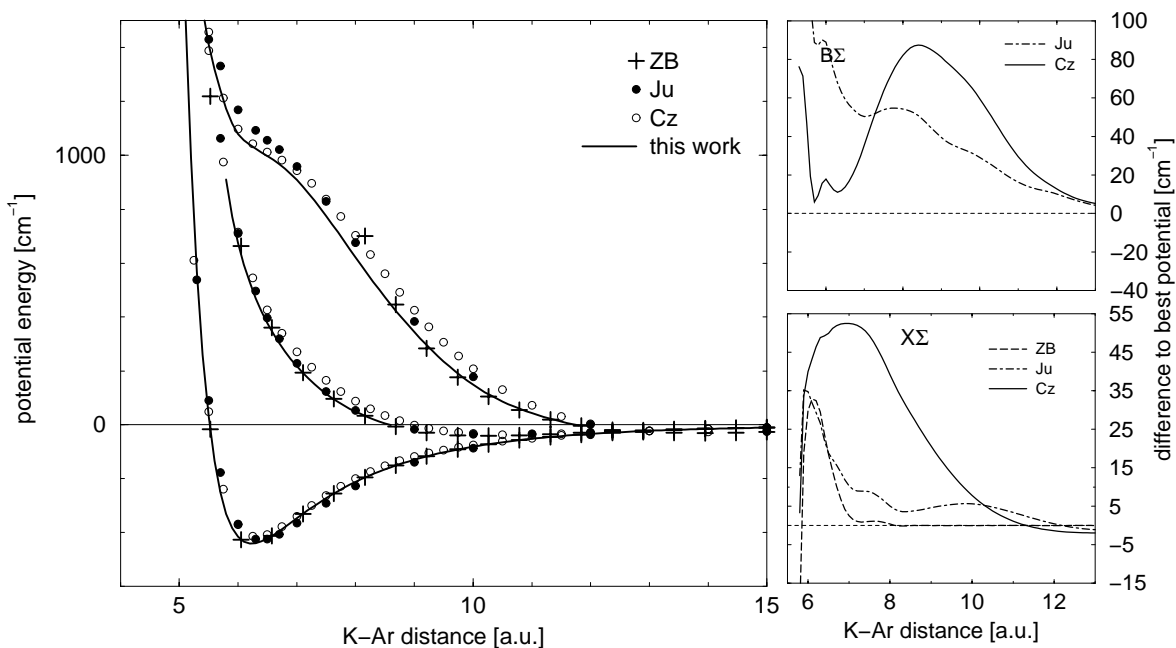 ZB
Ju
Cz
this work
1000
0
5
10
15
K−Ar distance [a.u.]
potential energy [cm−1]
BΣ
Ju
Cz
100
80
60
40
20
0
−20
−40
XΣ
ZB
Ju
Cz
55
45
35
25
15
5
−5
−15
6
8
10
12
K−Ar distance [a.u.]
difference to best potential [cm−1]